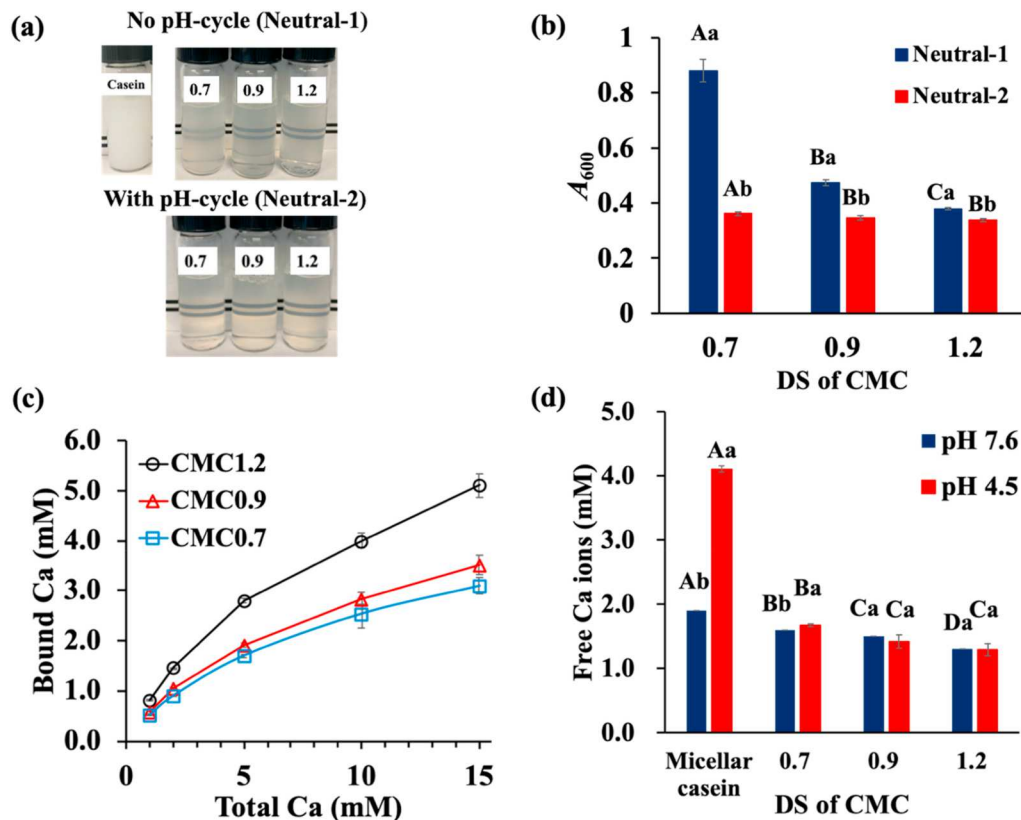 (a)
No pH-cycle (Neutral-1)
Casein
0.7
0.9
1.2
With pH-cycle (Neutral-2)
0.7
0.9
1.2
(b)
1
0.8
0.6
0.4
0.2
0
A600
Aa
Ab
Ba
Bb
Ca
Bb
Neutral-1
Neutral-2
0.7
0.9
1.2
DS of CMC
(c)
6.0
5.0
4.0
3.0
2.0
1.0
0.0
Bound Ca (mM)
CMC1.2
CMC0.9
CMC0.7
0
5
10
15
Total Ca (mM)
(d)
5.0
4.0
3.0
2.0
1.0
0.0
Free Ca ions (mM)
pH 7.6
pH 4.5
Ab
Aa
Bb
Ba
Ca
Ca
Da
Ca
Micellar
casein
0.7
0.9
1.2
DS of CMC